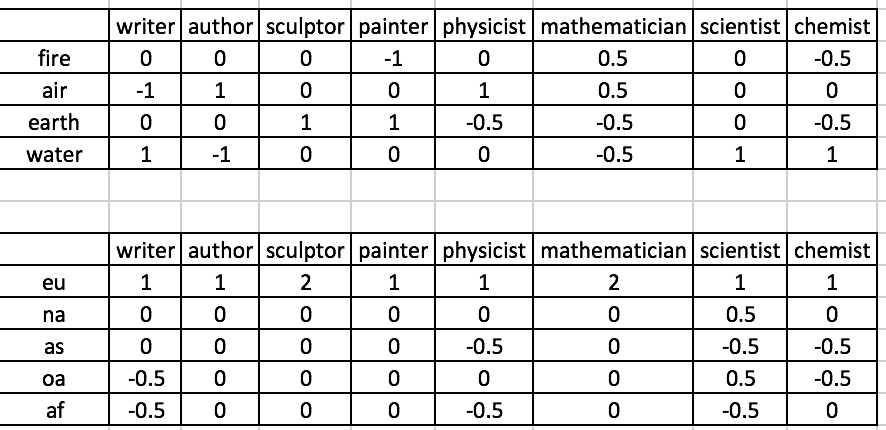 writer author sculptor painter physicist mathematician scientist chemist
fire 0 0 0 -1 0 0.5 0 -0.5
air -1 1 0 0 1 0.5 0 0
earth 0 0 1 1 -0.5 -0.5 0 -0.5
water 1 -1 0 0 0 -0.5 1 1
writer author sculptor painter physicist mathematician scientist chemist
eu 1 1 2 1 1 2 1 1
na 0 0 0 0 0 0 0.5 0
as 0 0 0 0 -0.5 0 -0.5 -0.5
oa -0.5 0 0 0 0 0 0.5 -0.5
af -0.5 0 0 0 -0.5 0 -0.5 0